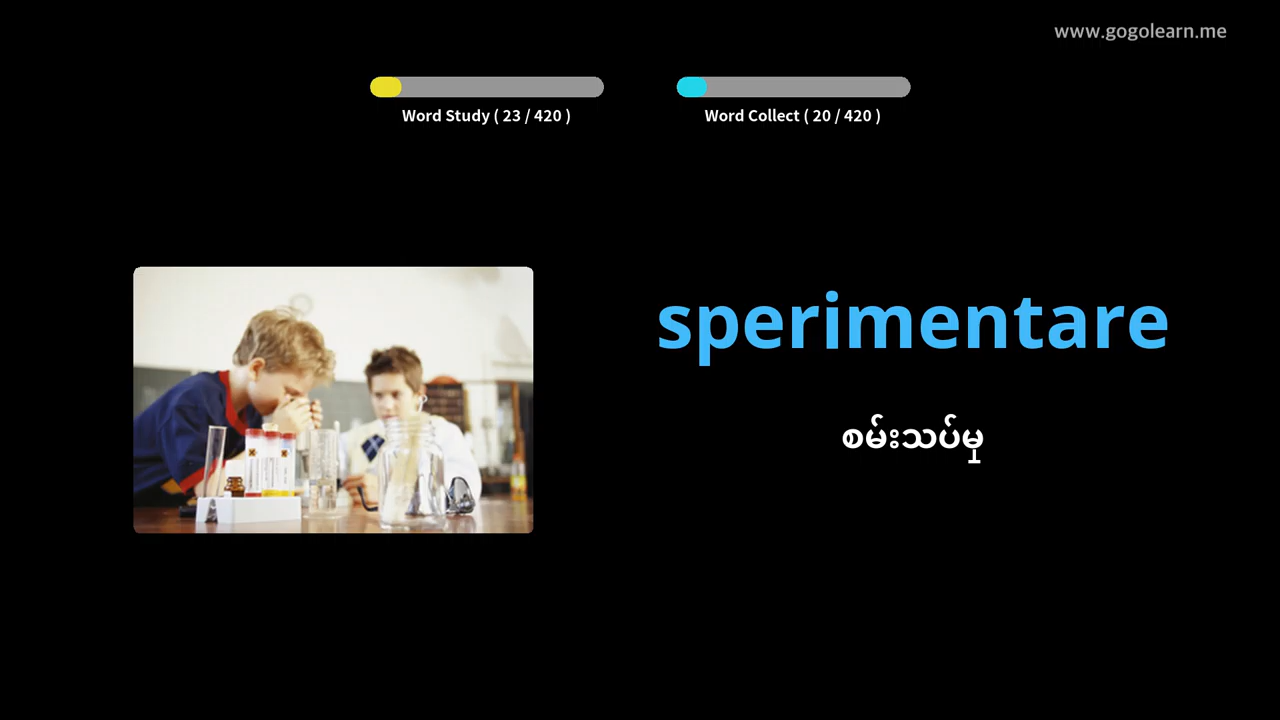 www.gogolearn.me
Word Study ( 23 / 420 )
Word Collect ( 20 / 420 )
sperimentare
စမ်းသပ်မှု